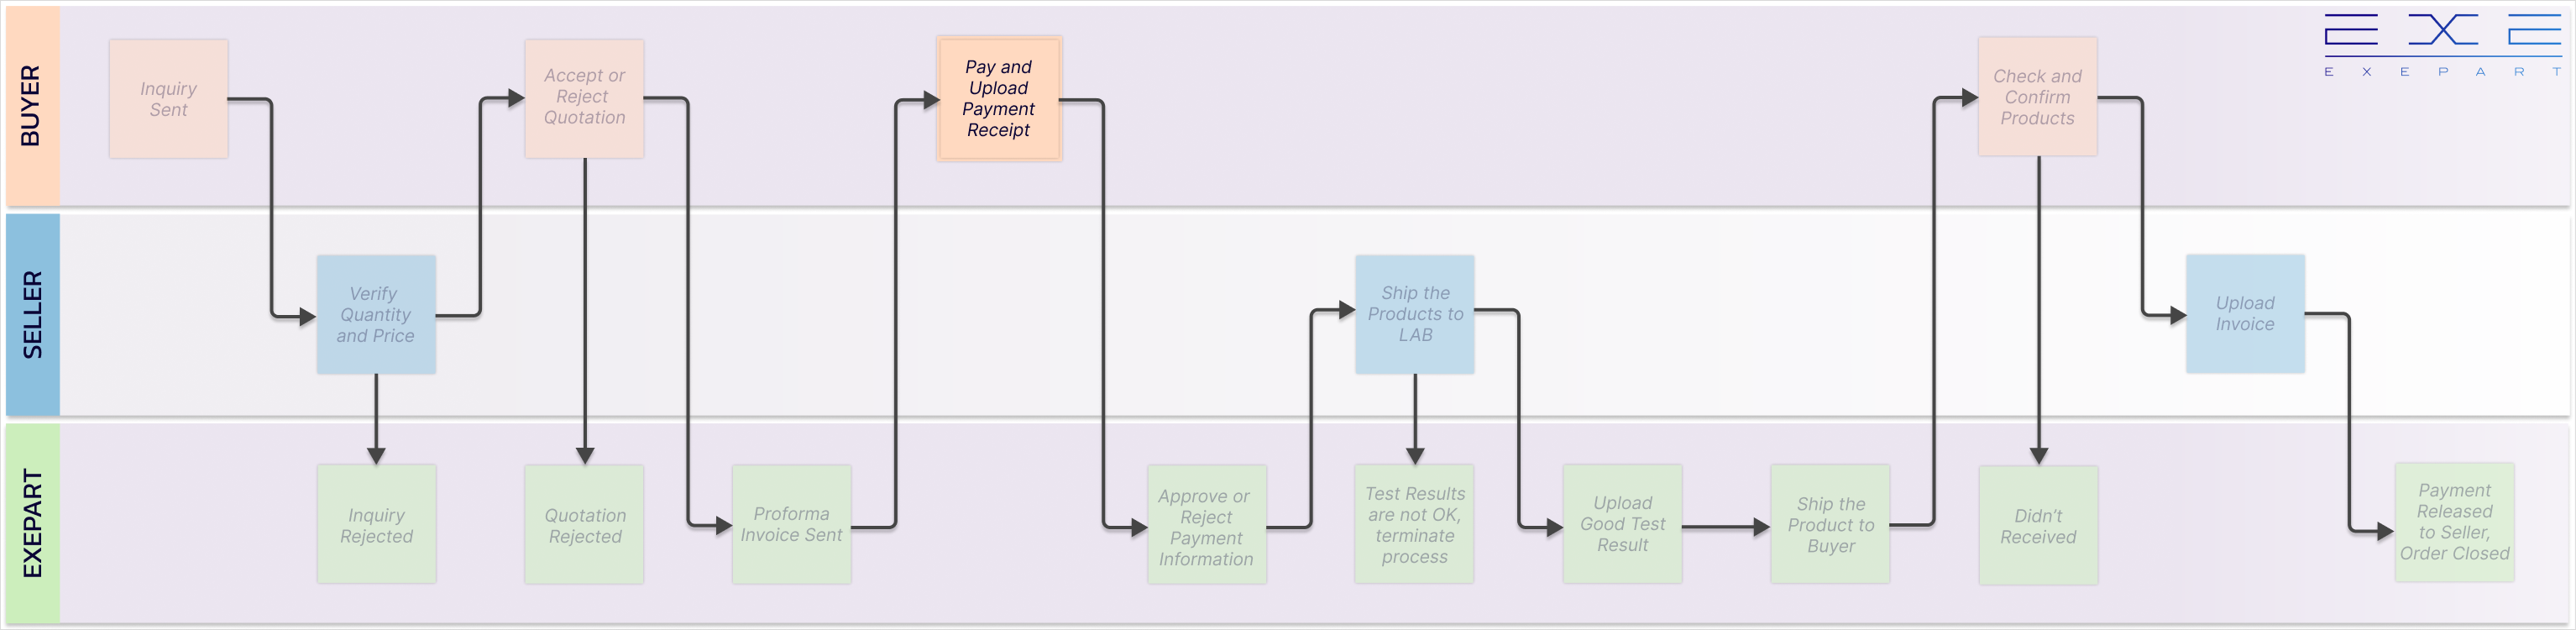 BUYER
Inquiry
Sent
Accept or
Reject
Quotation
Pay and
Upload
Payment
Receipt
Check and
Confirm
Products
EXE
EXEPART
SELLER
Verify
Quantity
and Price
Ship the
Products to
LAB
Upload
Invoice
EXEPART
Inquiry
Rejected
Quotation
Rejected
Proforma
Invoice Sent
Approve or
Reject
Payment
Information
Test Results
are not OK,
terminate
process
Upload
Good Test
Result
Ship the
Product to
Buyer
Didn't
Received
Payment
Released
to Seller,
Order Closed